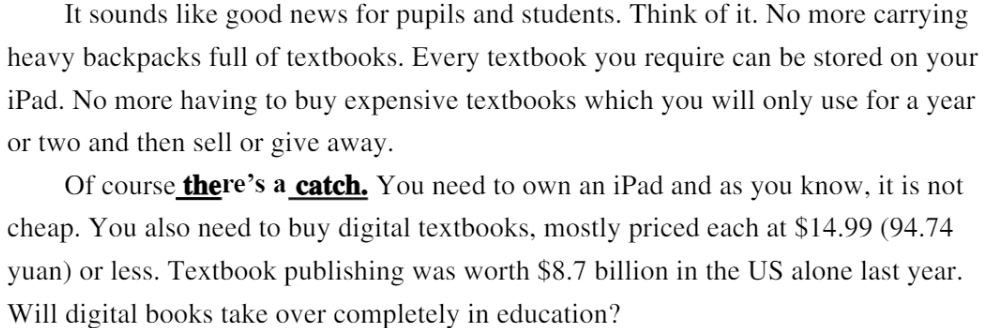 It sounds like good news for pupils and students. Think of it. No more carrying
heavy backpacks full of textbooks. Every textbook you require can be stored on your
iPad. No more having to buy expensive textbooks which you will only use for a year
or two and then sell or give away.
Of course there's a catch. You need to own an iPad and as you know, it is not
cheap. You also need to buy digital textbooks, mostly priced each at $14.99 (94.74
yuan) or less. Textbook publishing was worth $8.7 billion in the US alone last year.
Will digital books take over completely in education?